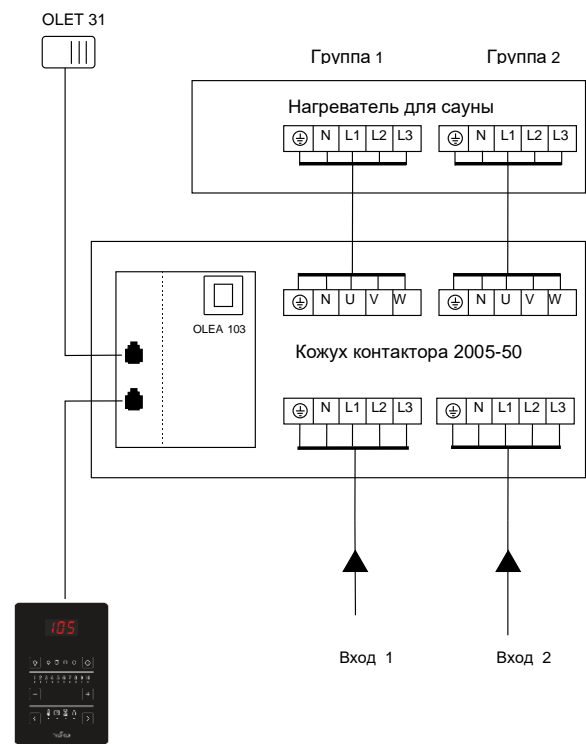 OLET 31
Группа 1 Группа 2
Нагреватель для сауны
N L1 L2 L3 N L1 L2 L3
N U V W N U V W
OLEA 103
Кожух контактора 2005-50
N L1 L2 L3 N L1 L2 L3
105
Вход 1 Вход 2